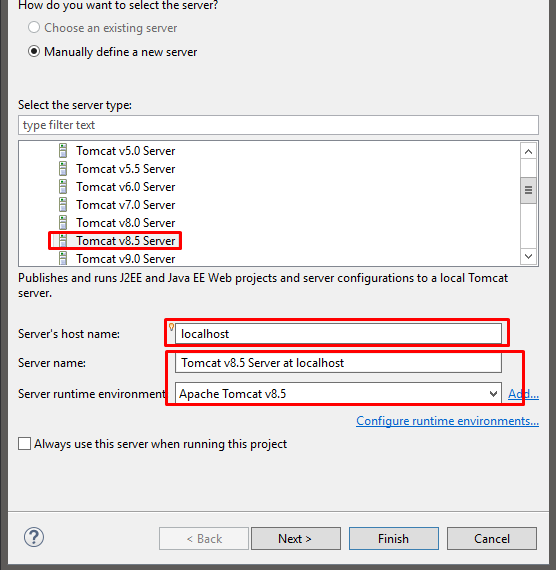 How do you want to select the server?
Choose an existing server
Manually define a new server
Select the server type:
type filter text
Tomcat v5.0 Server
Tomcat v5.5 Server
Tomcat v6.0 Server
Tomcat v7.0 Server
Tomcat v8.0 Server
Tomcat v8.5 Server
Tomcat v9.0 Server
Publishes and runs J2EE and Java EE Web projects and server configurations to a local Tomcat
server.
Server's host name: localhost
Server name: Tomcat v8.5 Server at localhost
Server runtime environment Apache Tomcat v8.5 Add...
Configure runtime environments...
Always use this server when running this project
? < Back Next > Finish Cancel